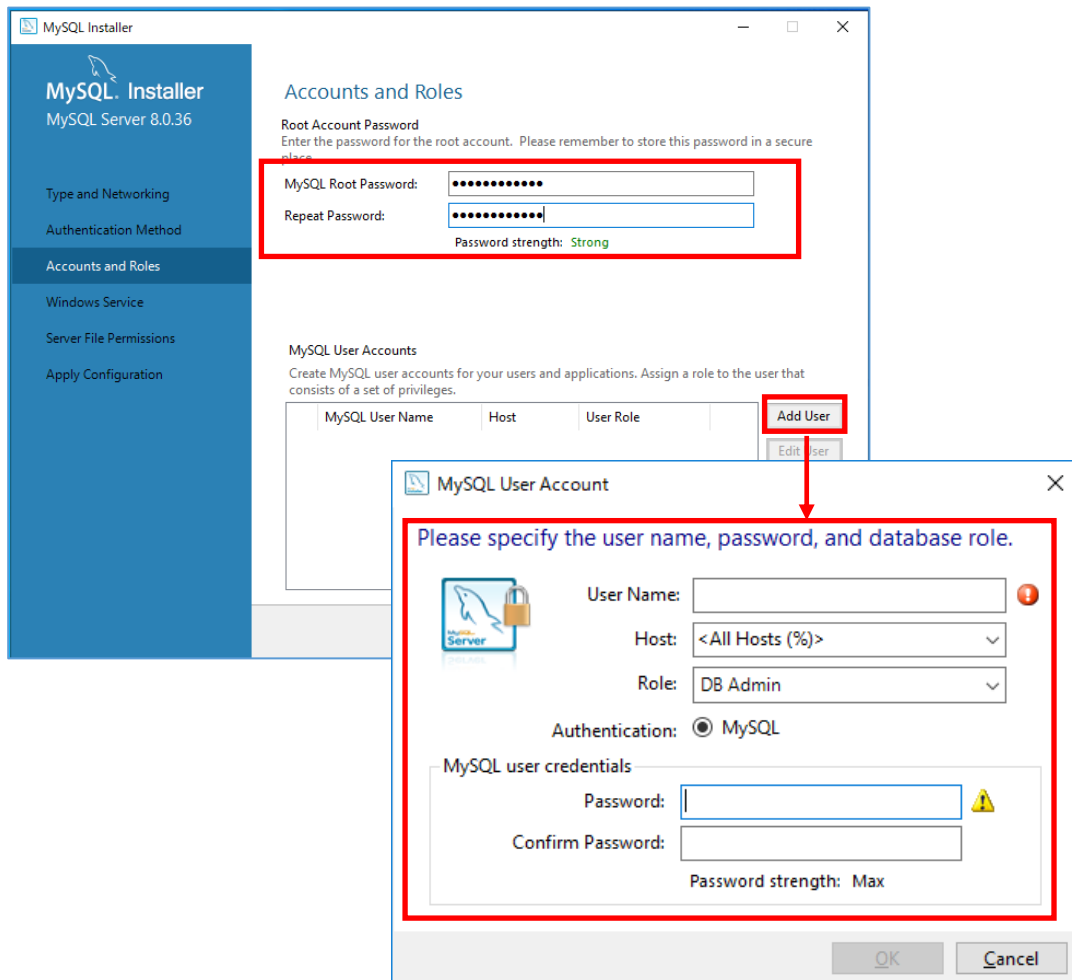 MySQL Installer
MySQL. Installer
MySQL Server 8.0.36
Type and Networking
Authentication Method
Accounts and Roles
Windows Service
Server File Permissions
Apply Configuration
Accounts and Roles
Root Account Password
Enter the password for the root account. Please remember to store this password in a secure
place.
MySQL Root Password: ●●●●●●●●●●●●
Repeat Password: ●●●●●●●●●●●●
Password strength: Strong
MySQL User Accounts
Create MySQL user accounts for your users and applications. Assign a role to the user that
consists of a set of privileges.
MySQL User Name Host User Role
Add User
Edit User
MySQL User Account
Please specify the user name, password, and database role.
MySQL
Server
User Name:
Host: <All Hosts (%)>
Role: DB Admin
Authentication: MySQL
MySQL user credentials
Password:
Confirm Password:
Password strength: Max
OK Cancel